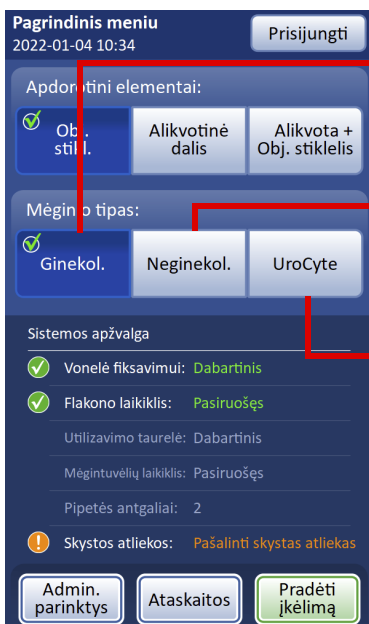 Pagrindinis meniu
2022-01-04 10:34
Prisijungti
Apdorotini elementai:
Alikvotinė
dalis
Alikvota +
Obj. stiklelis
Mėginio tipas:
Ginekol.
Neginekol.
UroCyte
Sistemos apžvalga
Vonelė fiksavimui: Dabartinis
Flakono laikiklis: Pasiruošęs
Utilizavimo taurelė: Dabartinis
Mėgintuvėlių laikiklis: Pasiruošęs
Pipetės antgaliai: 2
Skystos atliekos: Pašalinti skystas atliekas
Admin.
parinktys
Ataskaitos
Pradėti
įkėlimą